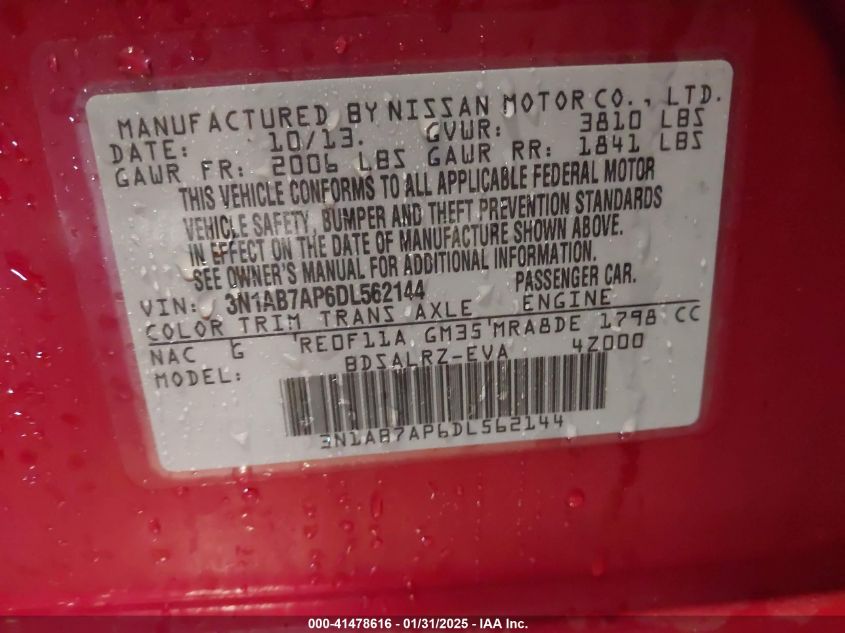 MANUFACTURED BY NISSAN MOTOR CO., LTD.
DATE: 10/13. GVWR: 3810 LBS
GAWR FR: 2006 LBS GAWR RR: 1841 LBS
THIS VEHICLE CONFORMS TO ALL APPLICABLE FEDERAL MOTOR
VEHICLE SAFETY, BUMPER AND THEFT PREVENTION STANDARDS
IN EFFECT ON THE DATE OF MANUFACTURE SHOWN ABOVE.
SEE OWNER'S MANUAL FOR ADDITIONAL INFORMATION.
VIN: 3N1AB7AP6DL562144 PASSENGER CAR.
COLOR TRIM TRANS AXLE ENGINE
NAC G RE0F11A GM35 MRA8DE 1798 CC
MODEL: BDSALRZ-EVA 4Z000
3N1AB7AP6DL562144
000-41478616 - 01/31/2025 - IAA Inc.